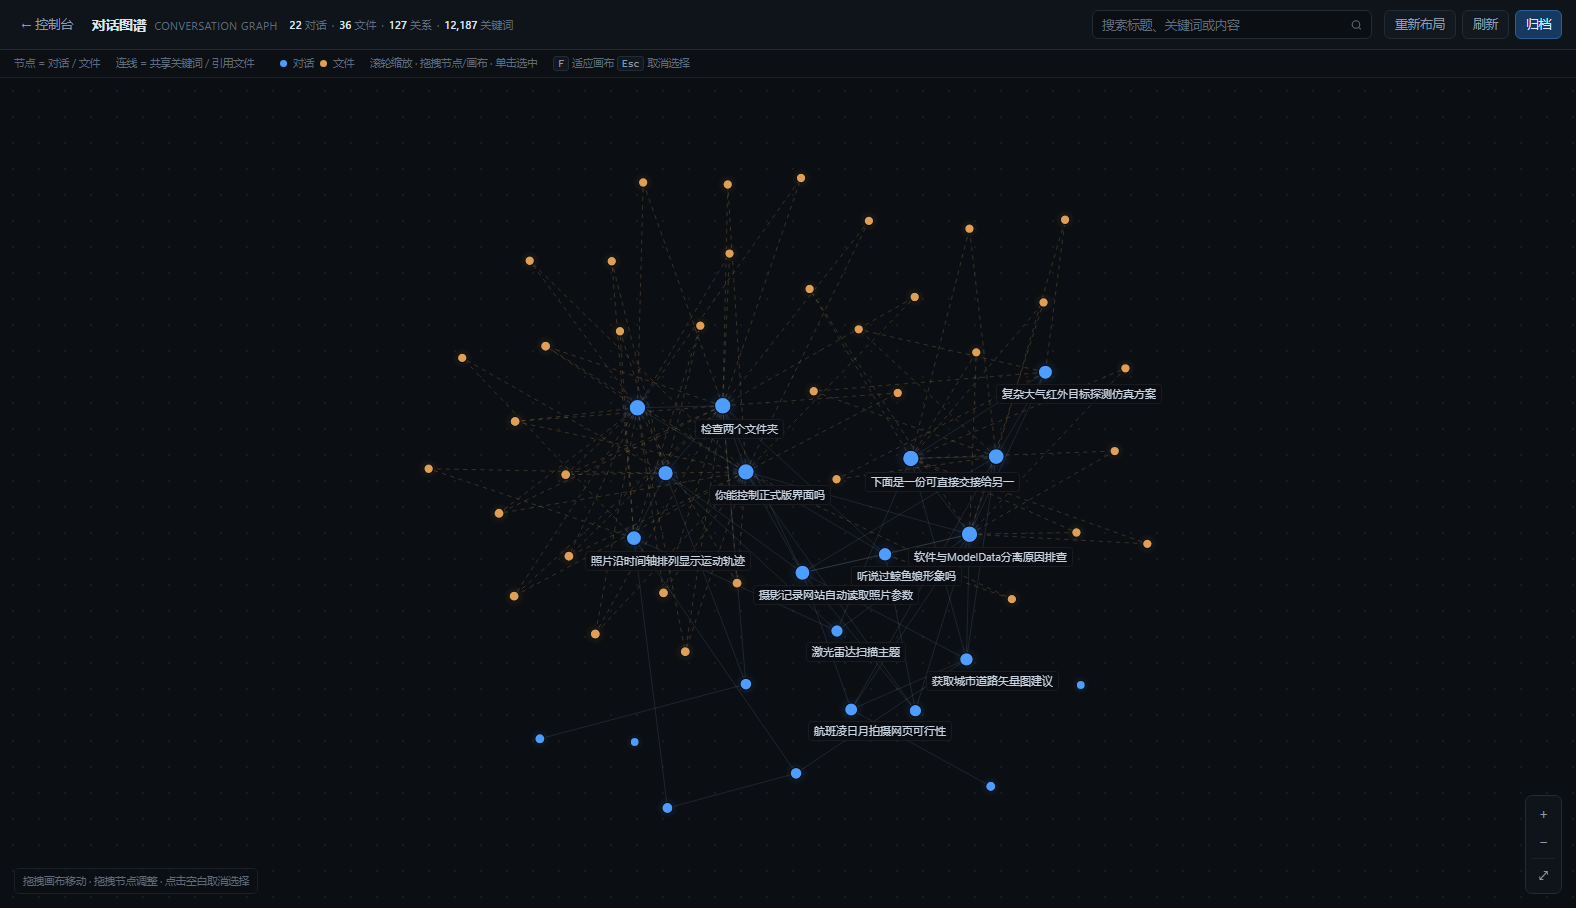 ← 控制台
对话图谱 CONVERSATION GRAPH
22 对话 · 36 文件 · 127 关系 · 12,187 关键词
搜索标题、关键词或内容
重新布局
刷新
归档
节点 = 对话 / 文件
连线 = 共享关键词 / 引用文件
对话
文件
滚轮缩放 · 拖拽节点/画布 · 单击选中
F 适应画布 Esc 取消选择
复杂大气红外目标探测仿真方案
检查两个文件夹
下面是一份可直接交接给另一
你能控制正式版界面吗
照片沿时间轴排列显示运动轨迹
软件与ModelData分离原因排查
听说过鲸鱼娘形象吗
摄影记录网站自动读取照片参数
激光雷达扫描主题
获取城市道路矢量图建议
航班凌日月拍摄网页可行性
+
−
拖拽画布移动 · 拖拽节点调整 · 点击空白取消选择